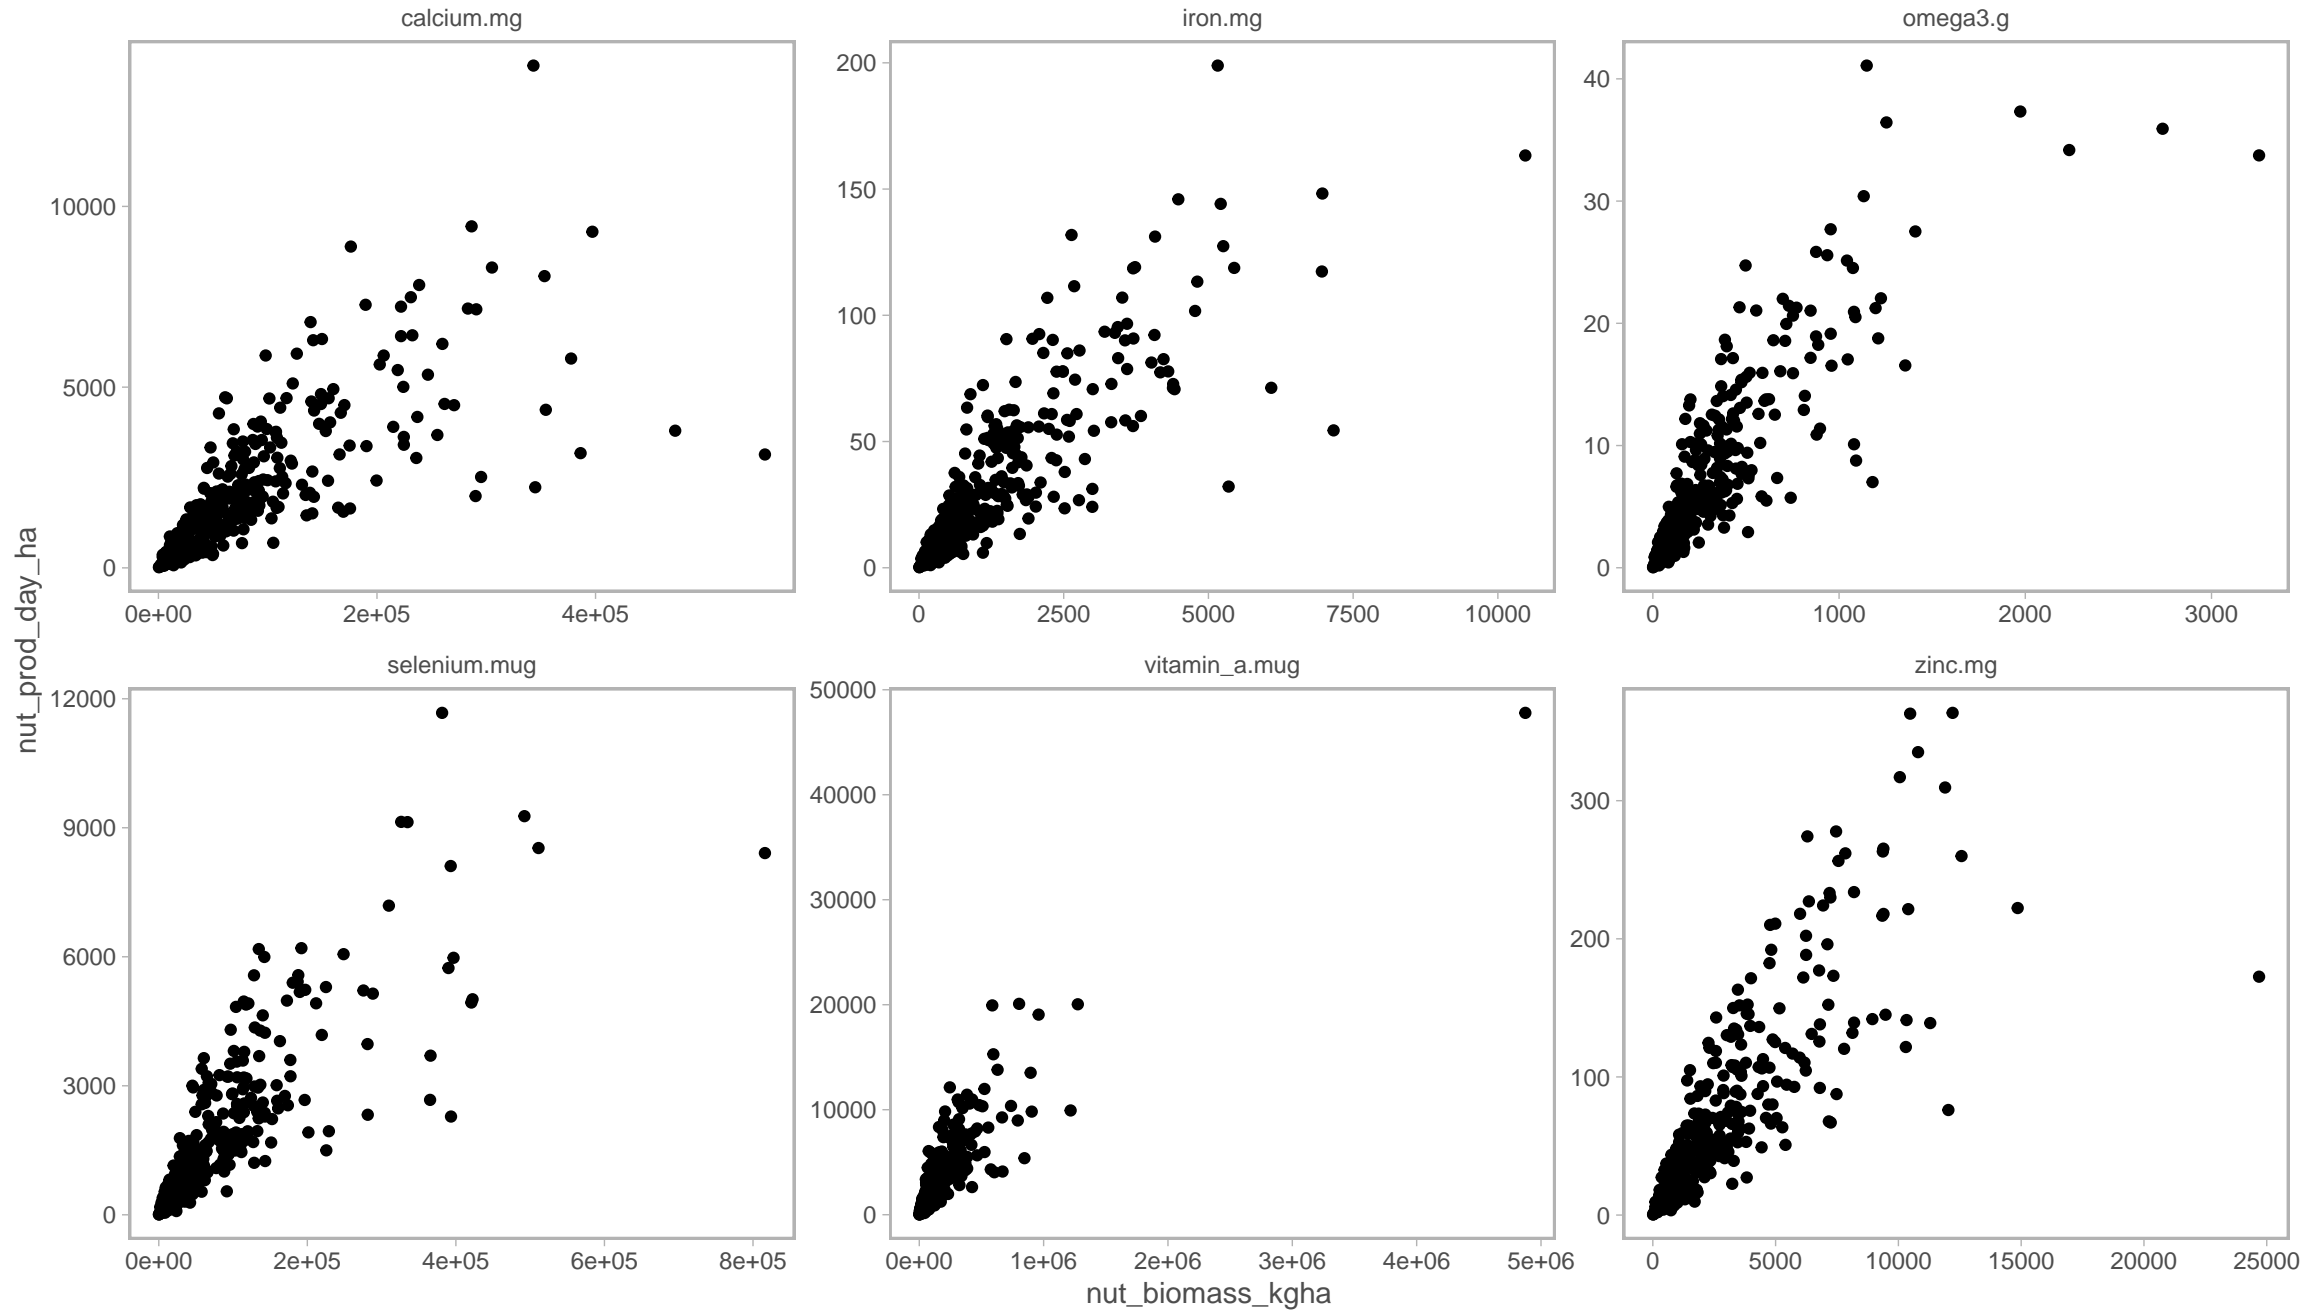 calcium.mg
iron.mg
omega3.g
10000
5000
0
0e+00
2e+05
4e+05
200
150
100
50
0
0
2500
5000
7500
10000
40
30
20
10
0
0
1000
2000
3000
nut_prod_day_ha
selenium.mug
vitamin_a.mug
zinc.mg
12000
9000
6000
3000
0
0e+00
2e+05
4e+05
6e+05
8e+05
50000
40000
30000
20000
10000
0
0e+00
1e+06
2e+06
3e+06
4e+06
5e+06
300
200
100
0
0
5000
10000
15000
20000
25000
nut_biomass_kgha